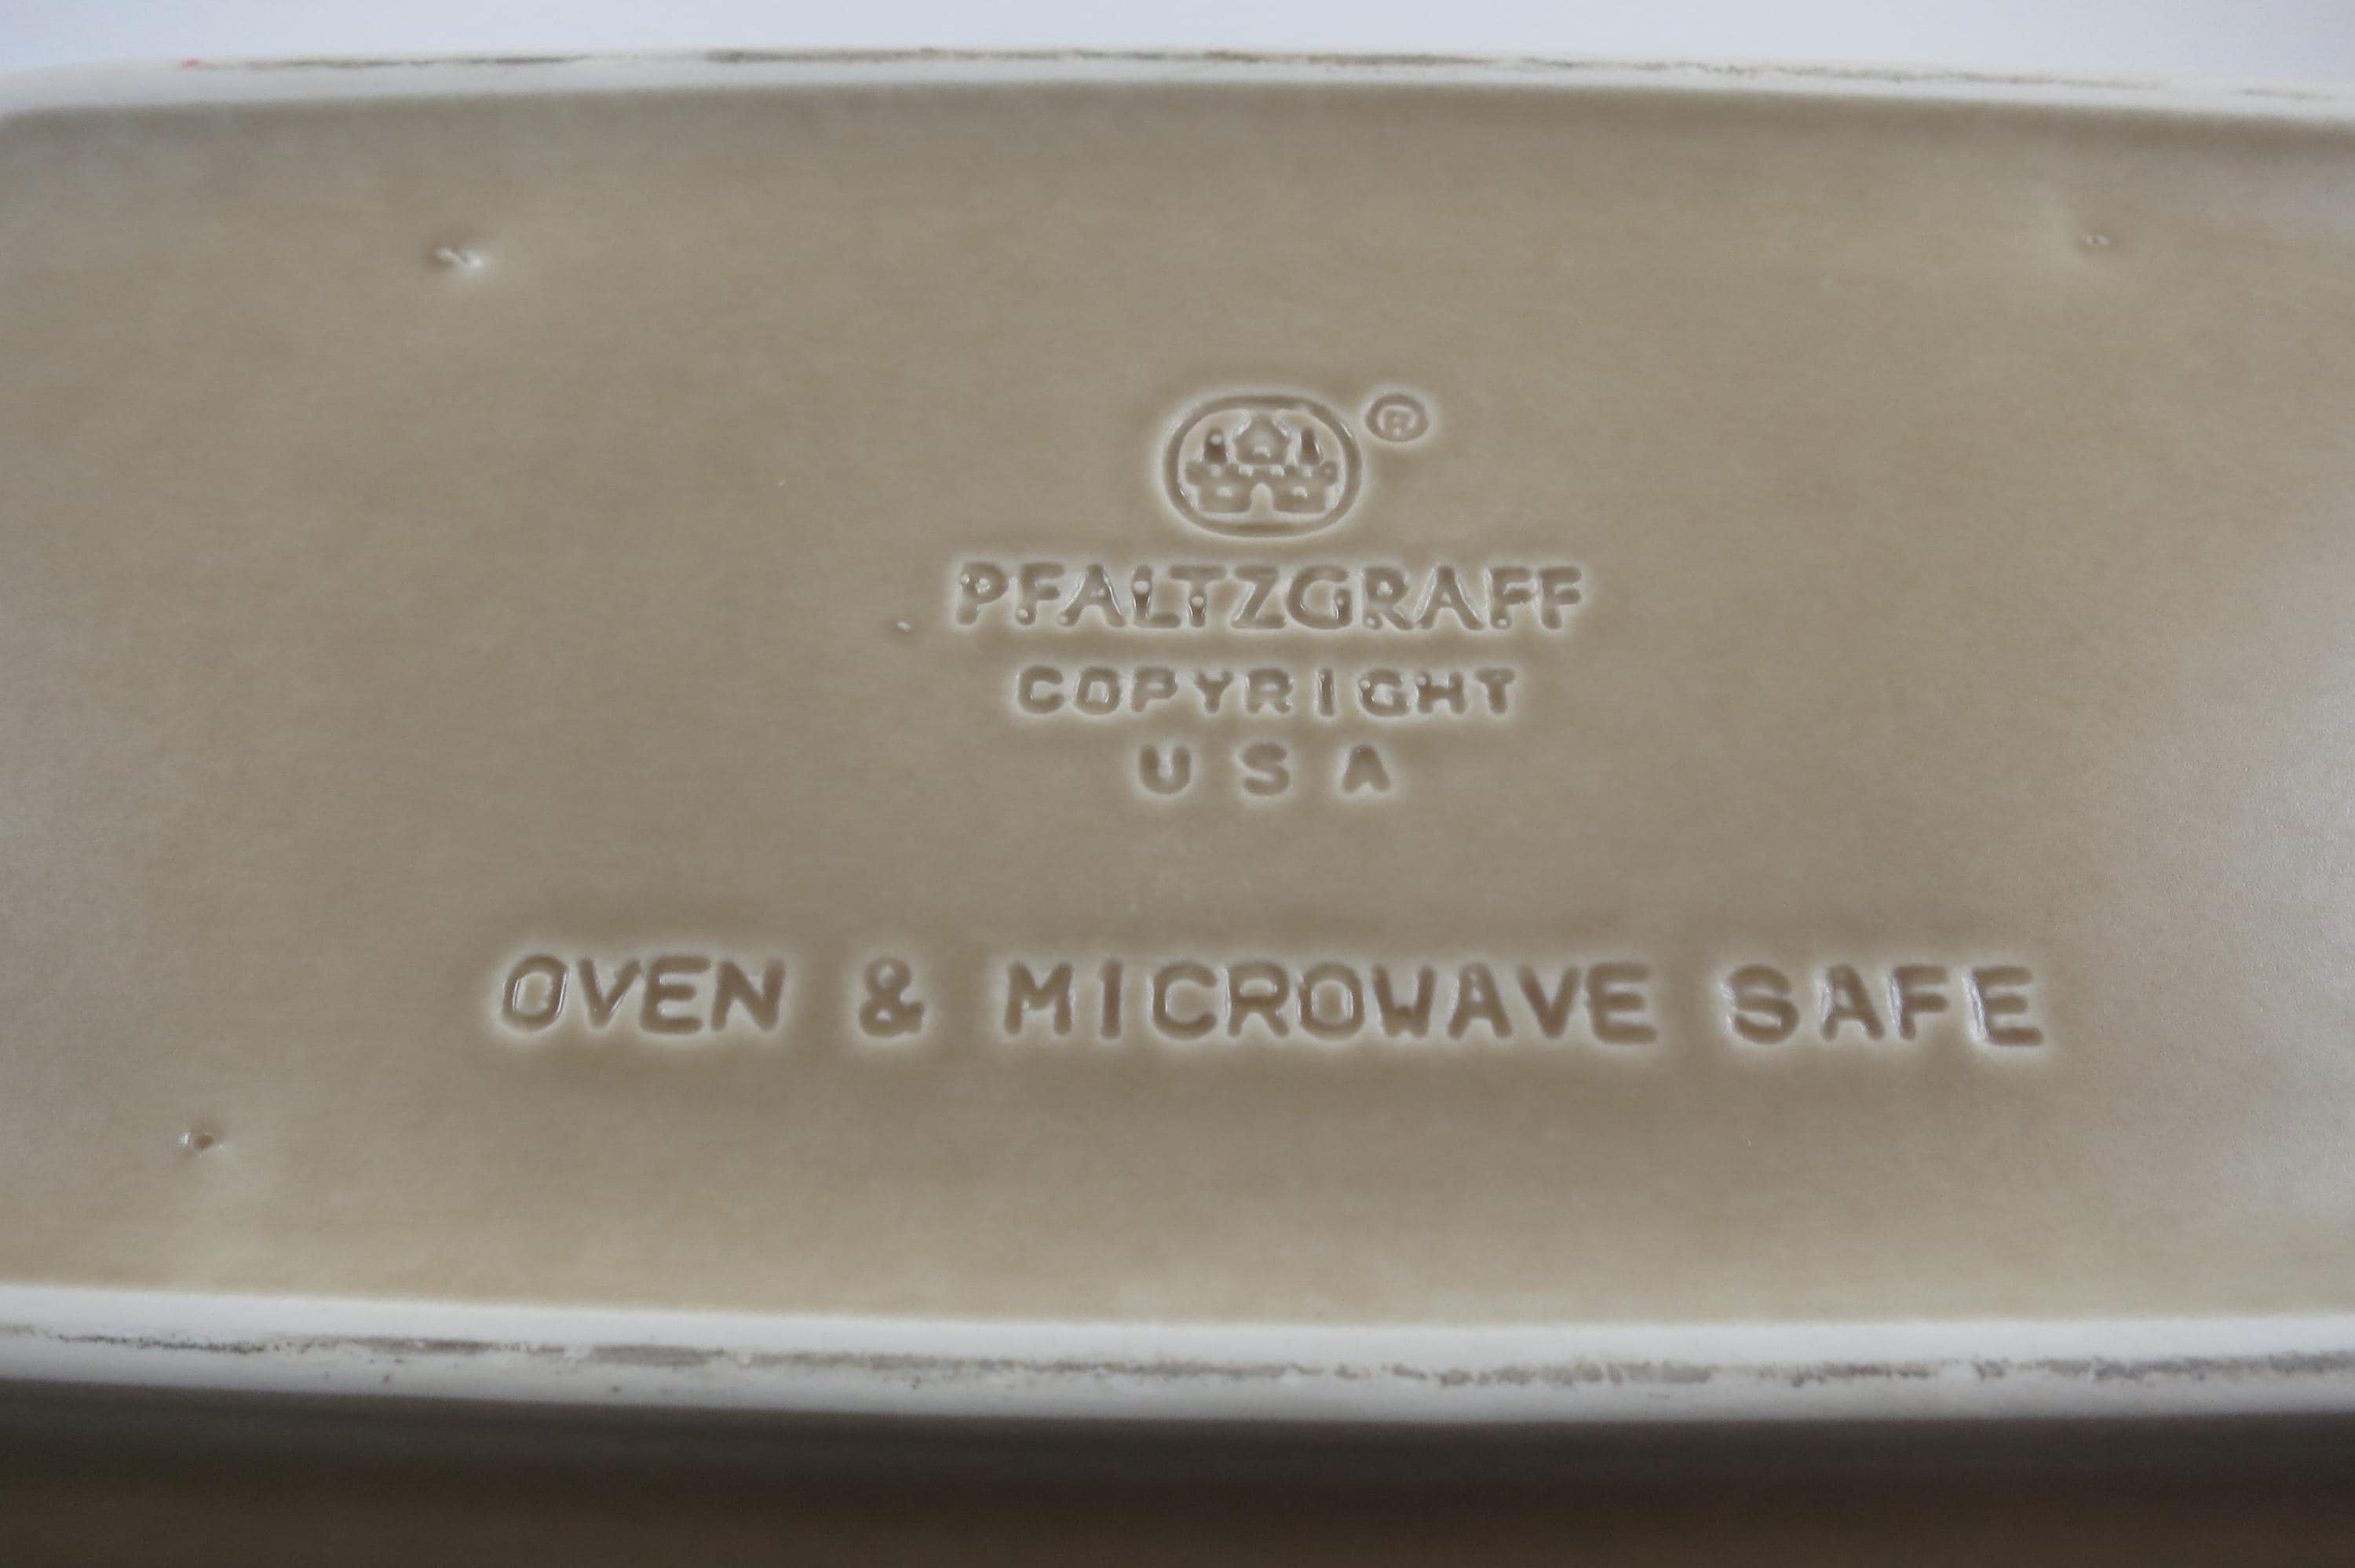 ®
PFALTZGRAFF
COPYRIGHT
USA
OVEN & MICROWAVE SAFE